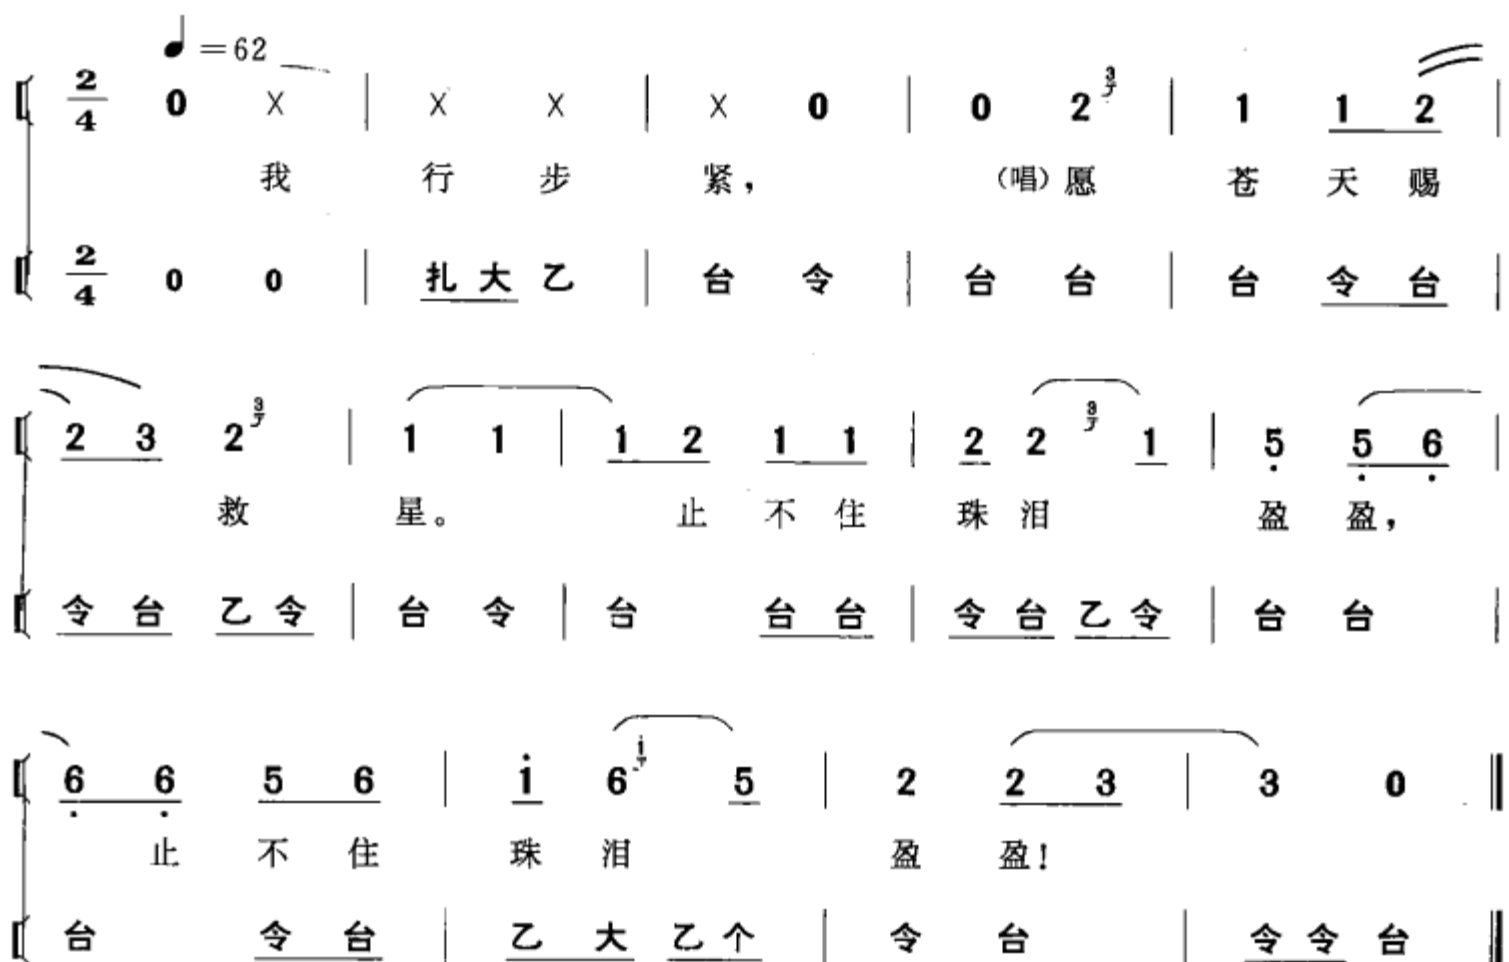 ♩=62
2/4 0 X | X X | X 0 | 0 2 3 | 1 1 2 |
我 行 步 紧， （唱）愿 苍 天 赐
2/4 0 0 | 扎 大 乙 | 台 令 | 台 台 | 台 令 台 |
2 3 2 3 | 1 1 | 1 2 1 1 | 2 2 3 1 | 5 5 6 |
救 星。 止 不 住 珠 泪 盈 盈，
令 台 乙 令 | 台 令 | 台 台 台 | 令 台 乙 令 | 台 台 |
6 6 5 6 | 1 6 1 5 | 2 2 3 | 3 0
止 不 住 珠 泪 盈 盈！
台 令 台 | 乙 大 乙 个 | 令 台 | 令 令 台